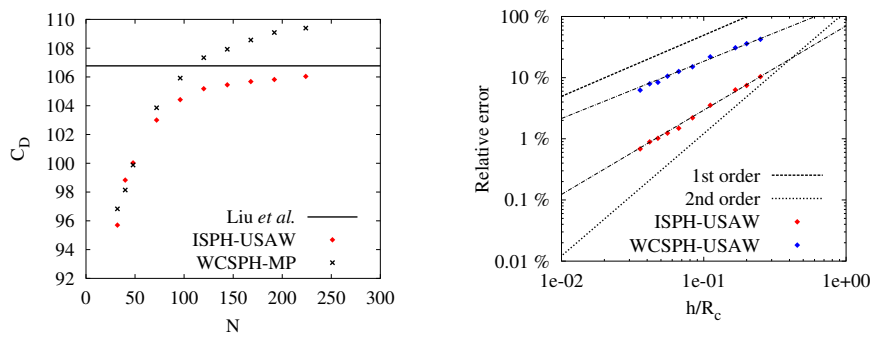 110
108
106
104
102
100
98
96
94
92
C_D
0 50 100 150 200 250 300
N
Liu et al.
ISPH-USAW
WCSPH-MP
100 %
10 %
1 %
0.1 %
0.01 %
Relative error
1e-02 1e-01 1e+00
h/R_c
1st order
2nd order
ISPH-USAW
WCSPH-USAW